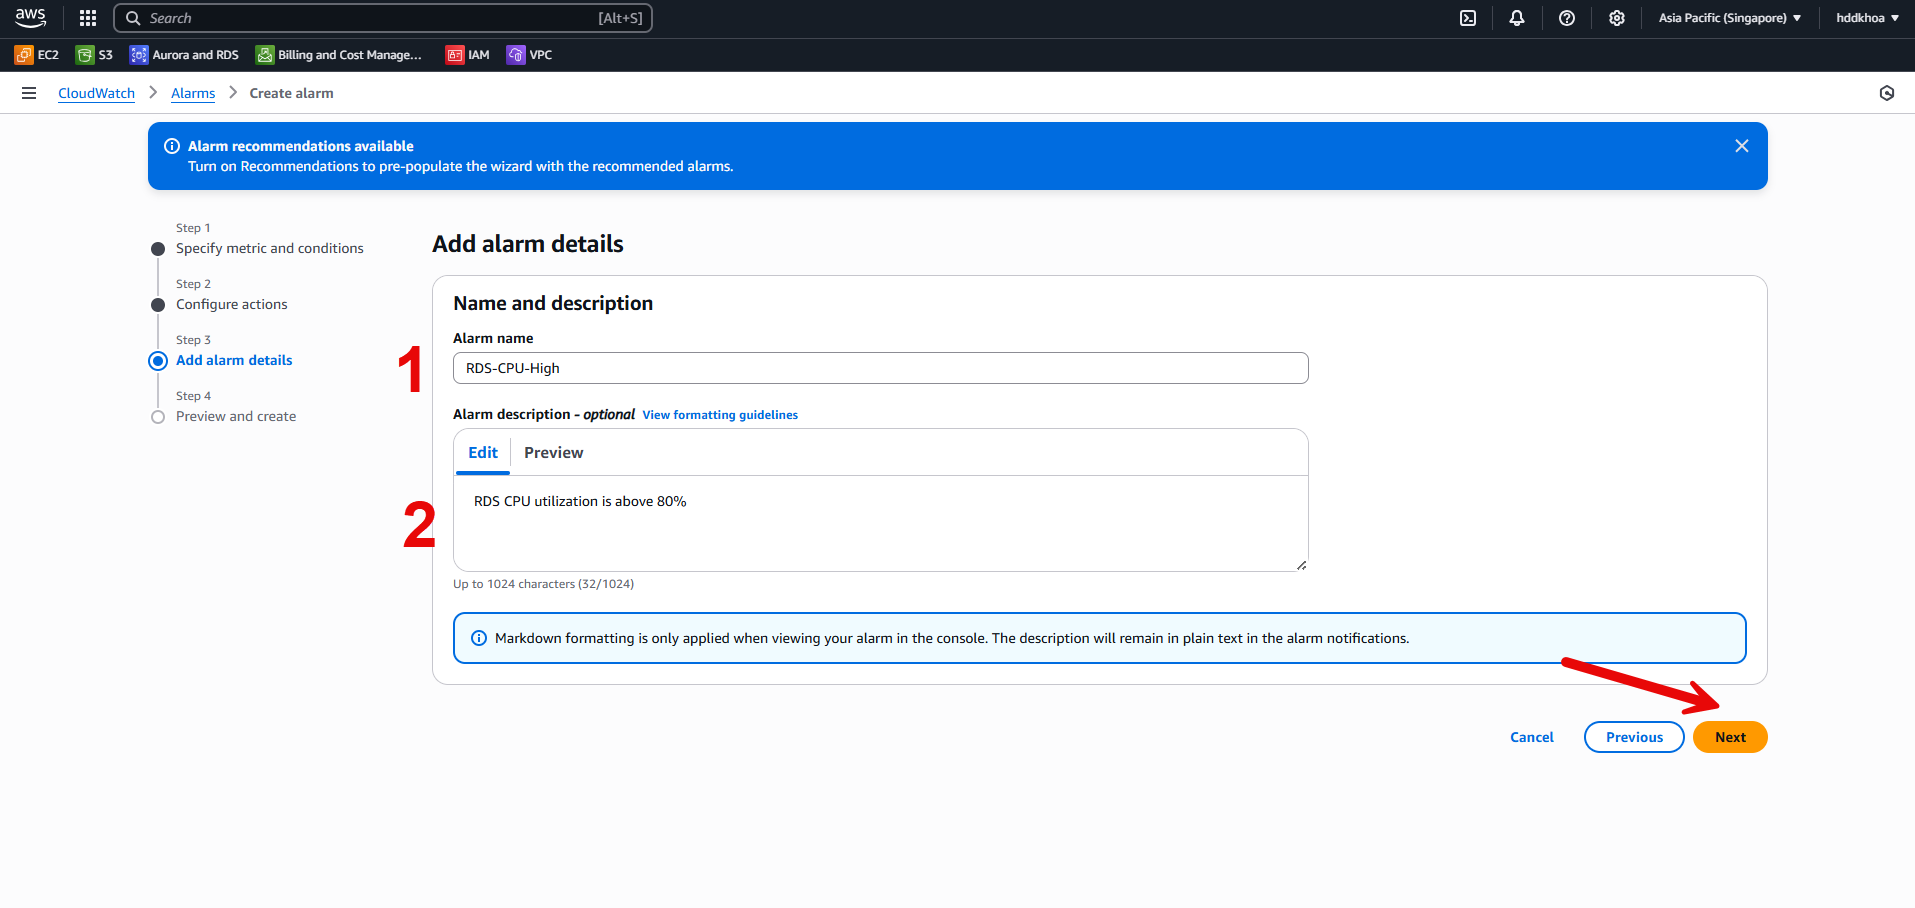 aws
Search
[Alt+S]
Asia Pacific (Singapore)
hddkhoa
EC2
S3
Aurora and RDS
Billing and Cost Manage...
IAM
VPC
CloudWatch
Alarms
Create alarm
Alarm recommendations available
Turn on Recommendations to pre-populate the wizard with the recommended alarms.
Step 1
Specify metric and conditions
Step 2
Configure actions
Step 3
Add alarm details
Step 4
Preview and create
Add alarm details
Name and description
Alarm name
1
RDS-CPU-High
Alarm description - optional View formatting guidelines
Edit
Preview
2
RDS CPU utilization is above 80%
Up to 1024 characters (32/1024)
Markdown formatting is only applied when viewing your alarm in the console. The description will remain in plain text in the alarm notifications.
Cancel
Previous
Next